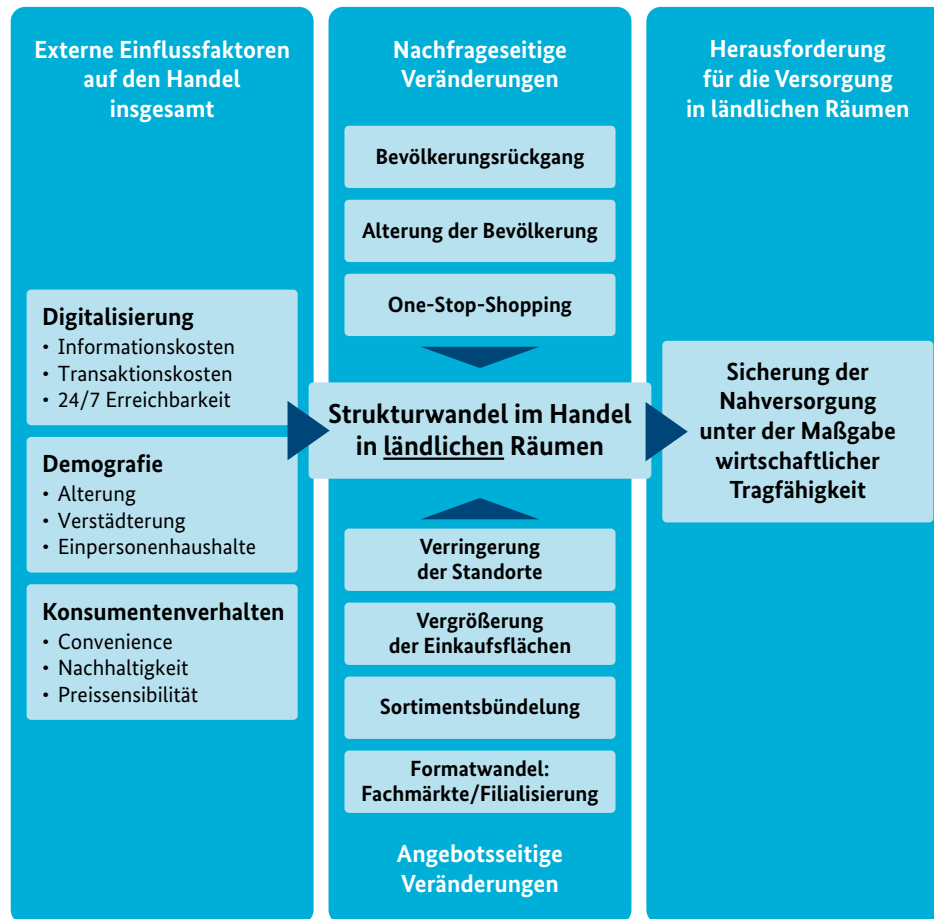 Externe Einflussfaktoren
auf den Handel
insgesamt
Digitalisierung
• Informationskosten
• Transaktionskosten
• 24/7 Erreichbarkeit
Demografie
• Alterung
• Verstädterung
• Einpersonenhaushalte
Konsumentenverhalten
• Convenience
• Nachhaltigkeit
• Preissensibilität
Nachfrageseitige
Veränderungen
Bevölkerungsrückgang
Alterung der Bevölkerung
One-Stop-Shopping
Strukturwandel im Handel
in ländlichen Räumen
Verringerung
der Standorte
Vergrößerung
der Einkaufsflächen
Sortimentsbündelung
Formatwandel:
Fachmärkte/Filialisierung
Angebotsseitige
Veränderungen
Herausforderung
für die Versorgung
in ländlichen Räumen
Sicherung der
Nahversorgung
unter der Maßgabe
wirtschaftlicher
Tragfähigkeit